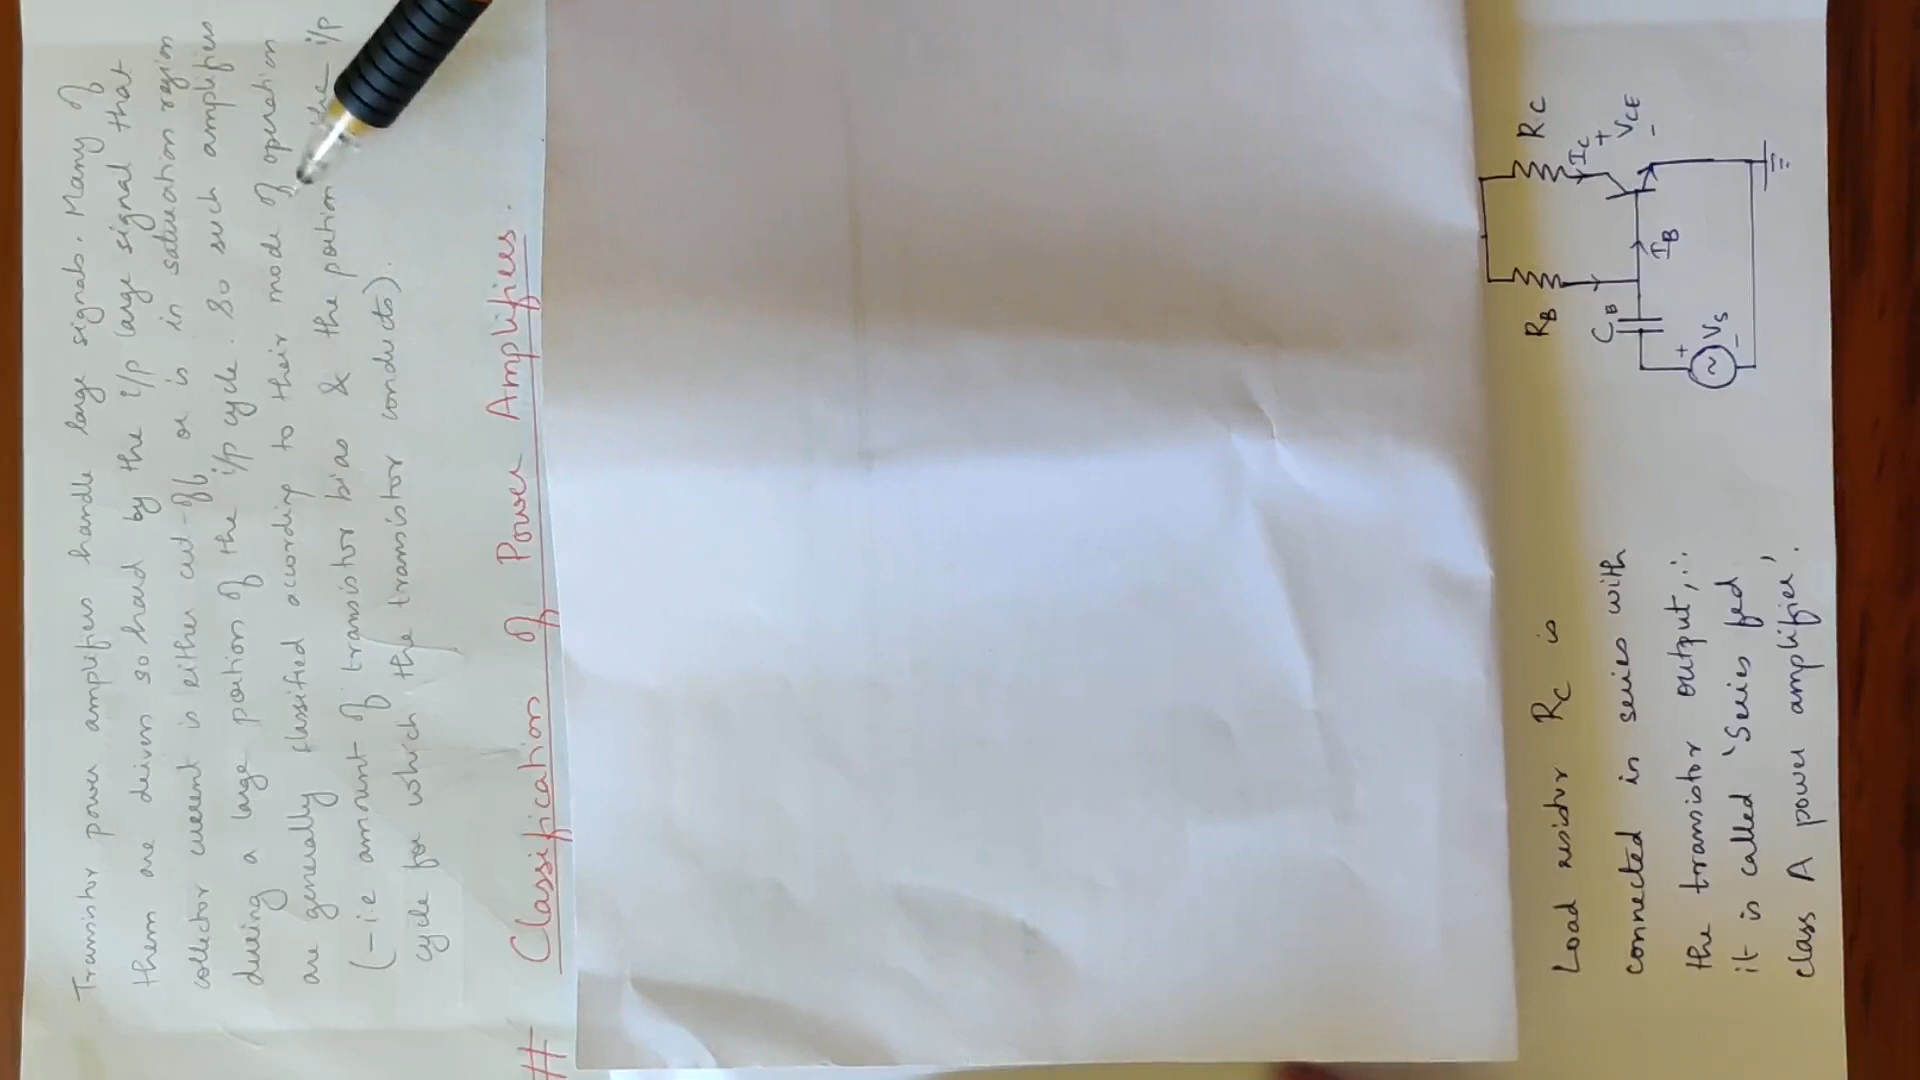 Transistor power amplifiers handle large signals. Many of
them are driven so hard by the i/p large signal that
collector current is either cut-off or is in saturation region
during a large portion of the i/p cycle. So such amplifiers
are generally classified according to their mode of operation
(-i.e amount of transistor bias & the portion the i/p
cycle for which the transistor conducts).
# Classification of Power Amplifiers.
RB
RC
CB
IC
+
VCE
-
IB
+
VS
-
Load resistor RC is
connected in series with
the transistor output, ∴
it is called 'Series fed
class A power amplifier'.